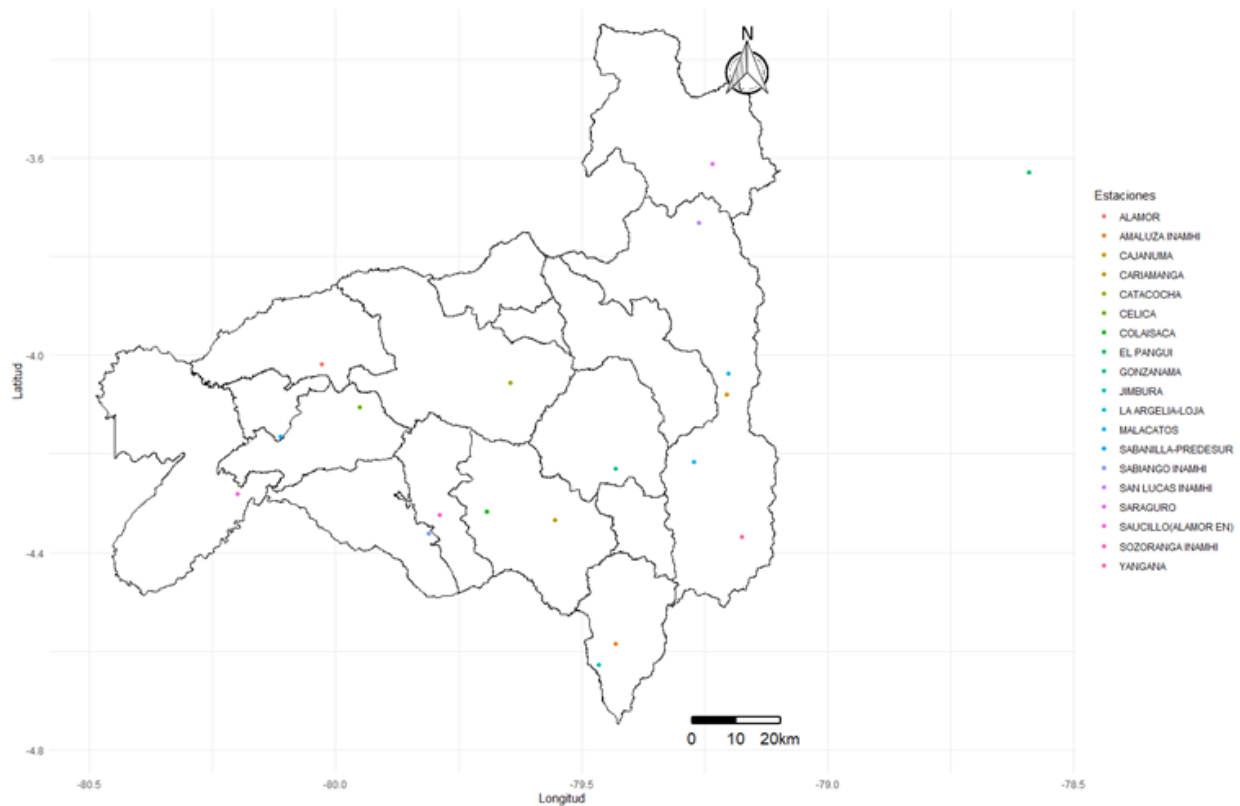 N
-3.6
-4.0
-4.4
-4.8
Latitud
-80.5
-80.0
-79.5
-79.0
-78.5
Longitud
0 10 20km
Estaciones
ALAMOR
AMALUZA INAMHI
CAJANUMA
CARIAMANGA
CATACOCHA
CELICA
COLAISACA
EL PANGUI
GONZANAMA
JIMBURA
LA ARGELIA-LOJA
MALACATOS
SABANILLA-PREDESUR
SABIANGO INAMHI
SAN LUCAS INAMHI
SARAGURO
SAUCILLO(ALAMOR EN)
SOZORANGA INAMHI
YANGANA